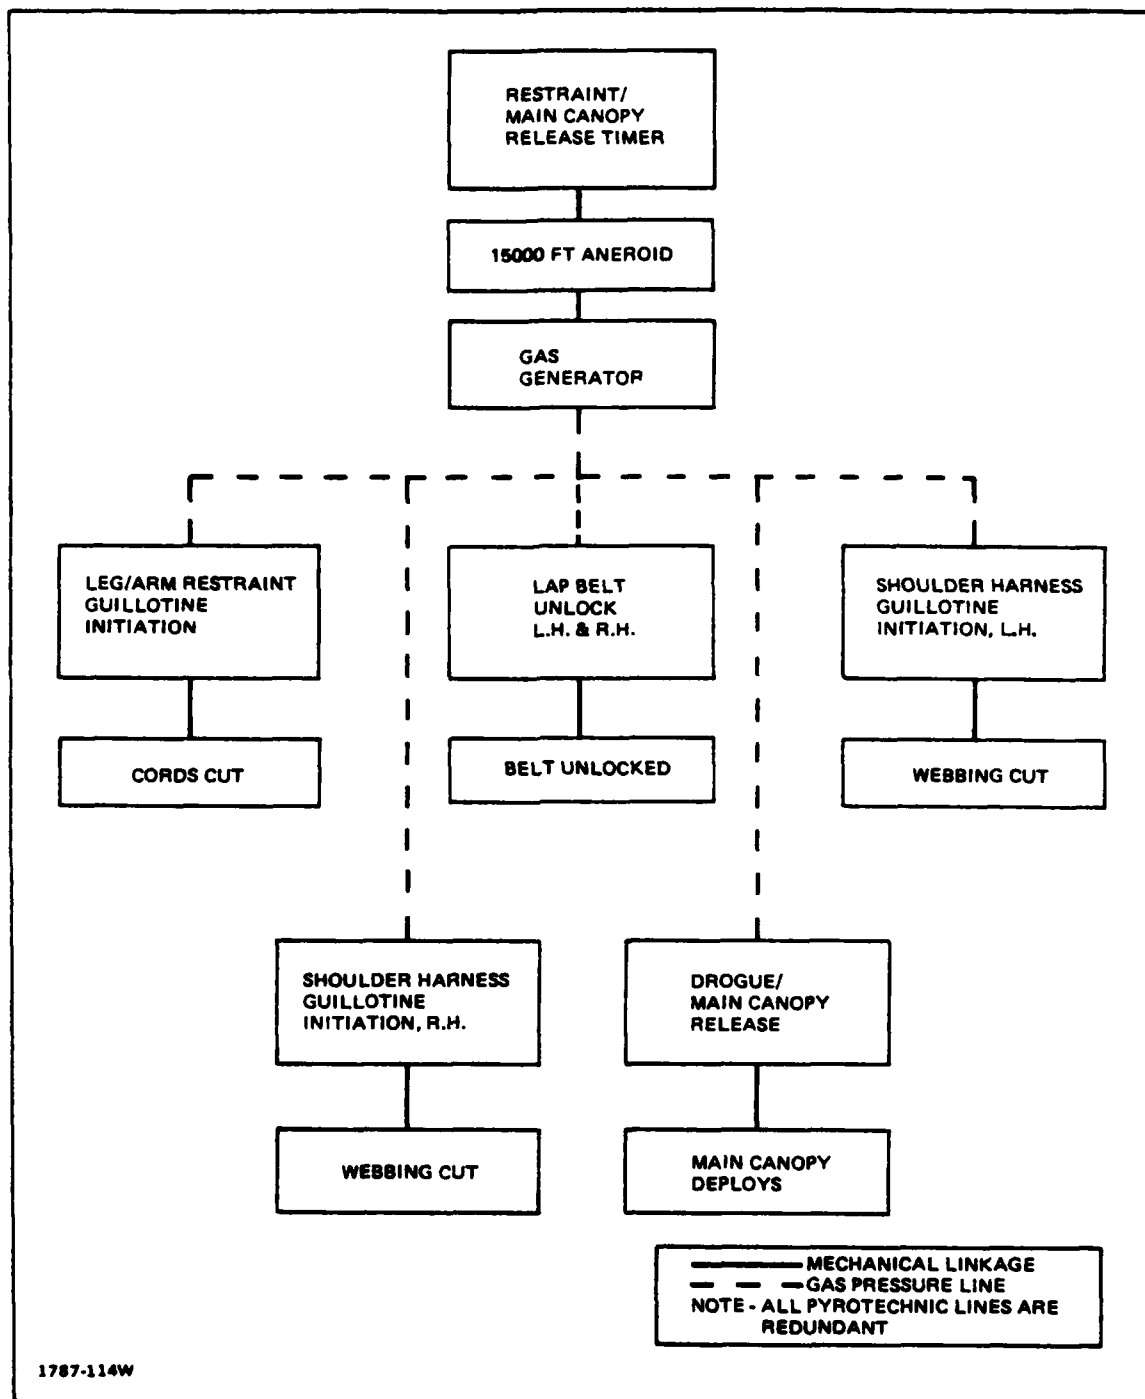 RESTRAINT/
MAIN CANOPY
RELEASE TIMER
15000 FT ANEROID
GAS
GENERATOR
LEG/ARM RESTRAINT
GUILLOTINE
INITIATION
LAP BELT
UNLOCK
L.H. & R.H.
SHOULDER HARNESS
GUILLOTINE
INITIATION, L.H.
CORDS CUT
BELT UNLOCKED
WEBBING CUT
SHOULDER HARNESS
GUILLOTINE
INITIATION, R.H.
DROGUE/
MAIN CANOPY
RELEASE
WEBBING CUT
MAIN CANOPY
DEPLOYS
MECHANICAL LINKAGE
GAS PRESSURE LINE
NOTE - ALL PYROTECHNIC LINES ARE
REDUNDANT
1787-114W